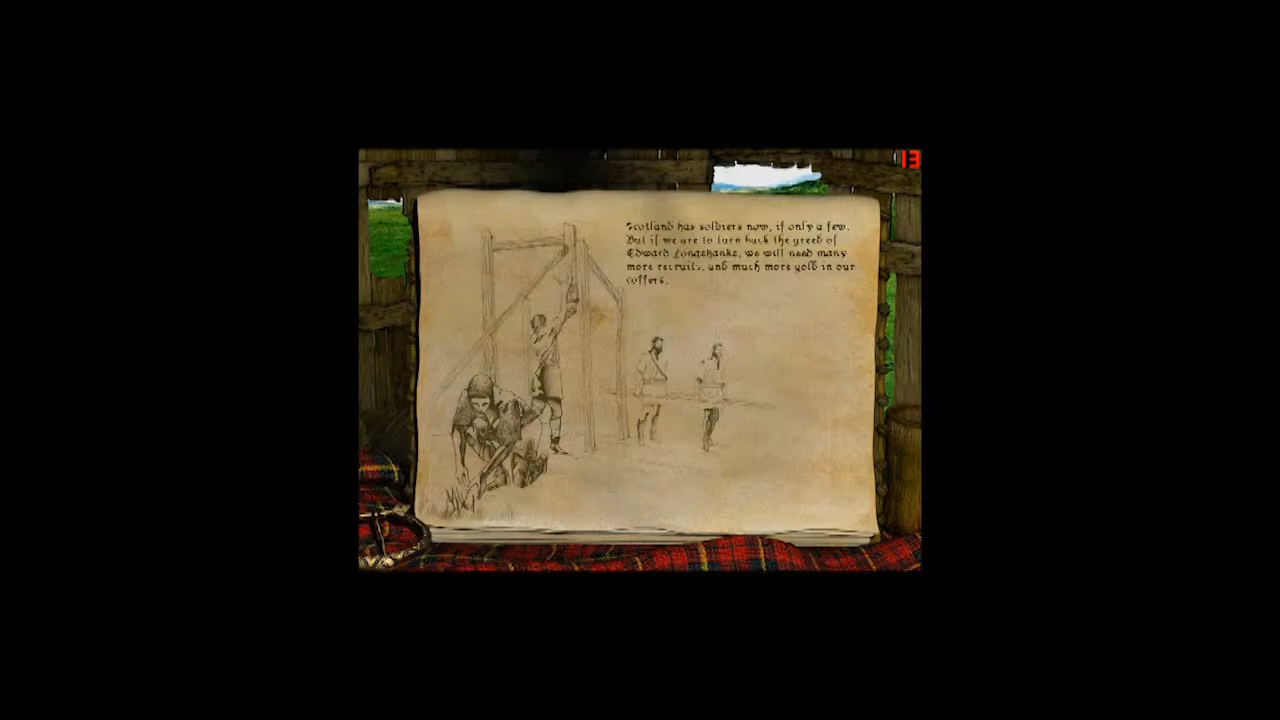 13
Scotland has soldiers now, if only a few.
But if we are to turn back the greed of
Edward Longshanks, we will need many
more recruits, and much more gold in our
coffers.